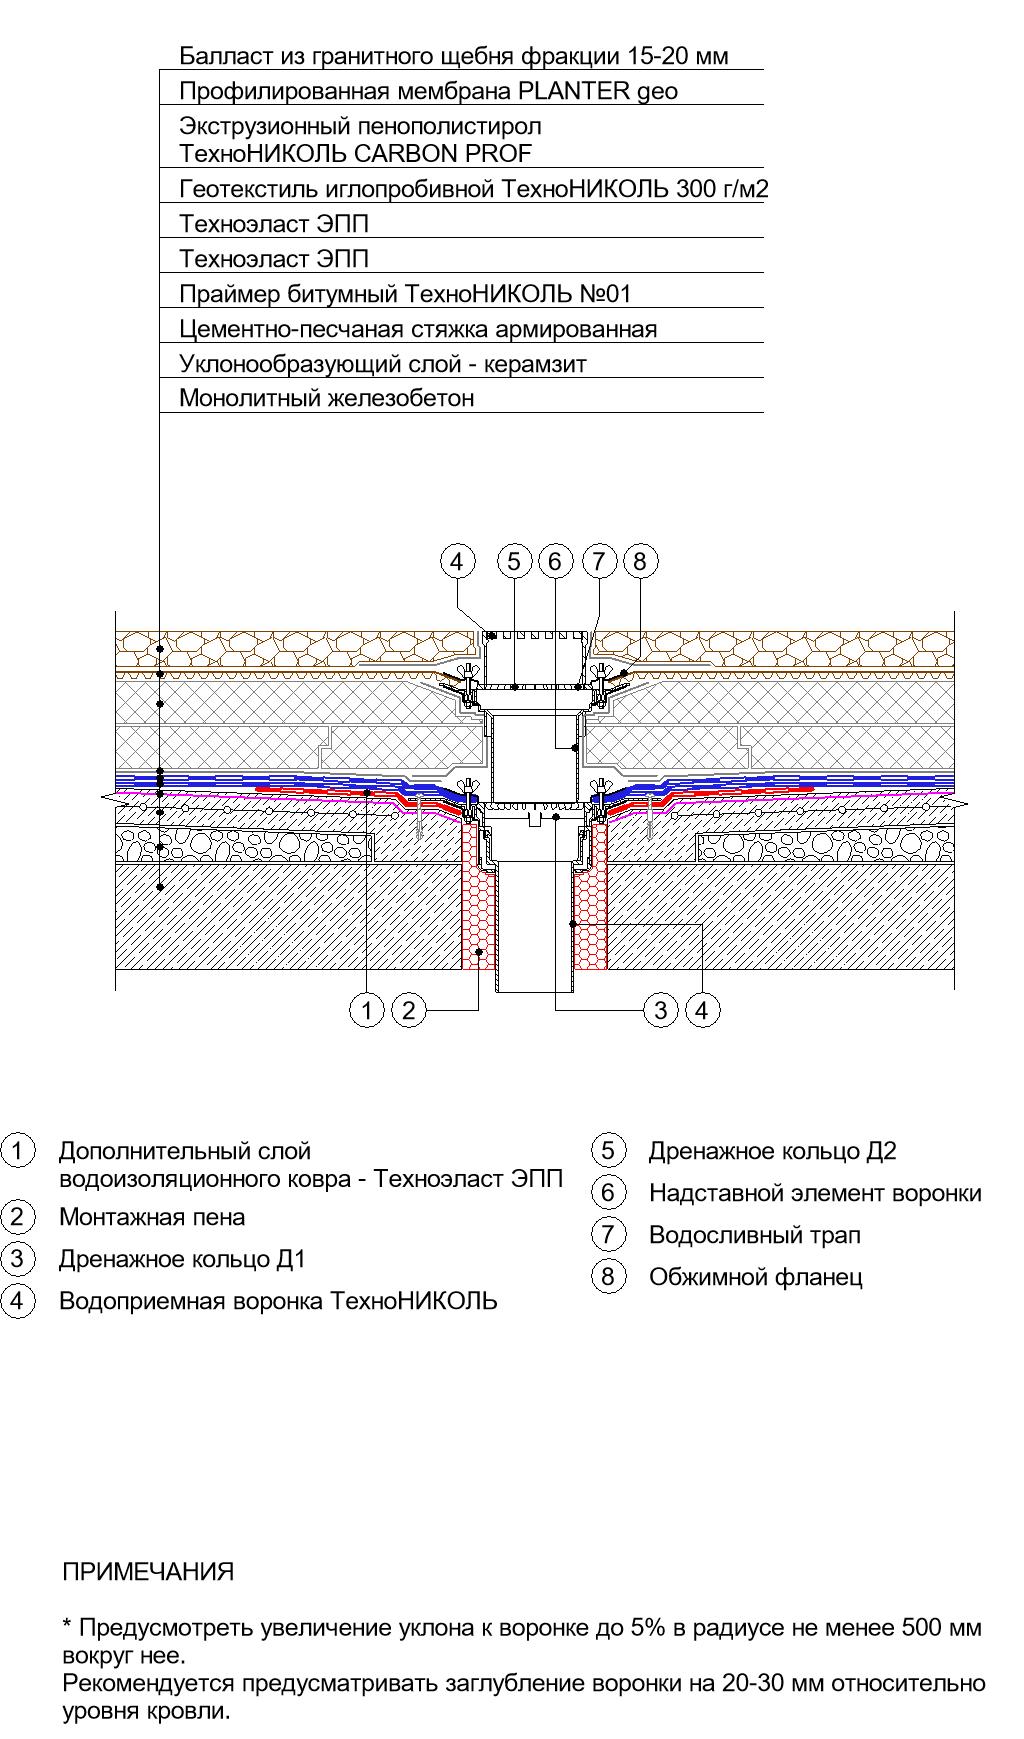 Балласт из гранитного щебня фракции 15-20 мм
Профилированная мембрана PLANTER geo
Экструзионный пенополистирол
ТехноНИКОЛЬ CARBON PROF
Геотекстиль иглопробивной ТехноНИКОЛЬ 300 г/м2
Техноэласт ЭПП
Техноэласт ЭПП
Праймер битумный ТехноНИКОЛЬ №01
Цементно-песчаная стяжка армированная
Уклонообразующий слой - керамзит
Монолитный железобетон
4 5 6 7 8
1 2 3 4
1 Дополнительный слой
водоизоляционного ковра - Техноэласт ЭПП
2 Монтажная пена
3 Дренажное кольцо Д1
4 Водоприемная воронка ТехноНИКОЛЬ
5 Дренажное кольцо Д2
6 Надставной элемент воронки
7 Водосливный трап
8 Обжимной фланец
ПРИМЕЧАНИЯ
* Предусмотреть увеличение уклона к воронке до 5% в радиусе не менее 500 мм
вокруг нее.
Рекомендуется предусматривать заглубление воронки на 20-30 мм относительно
уровня кровли.